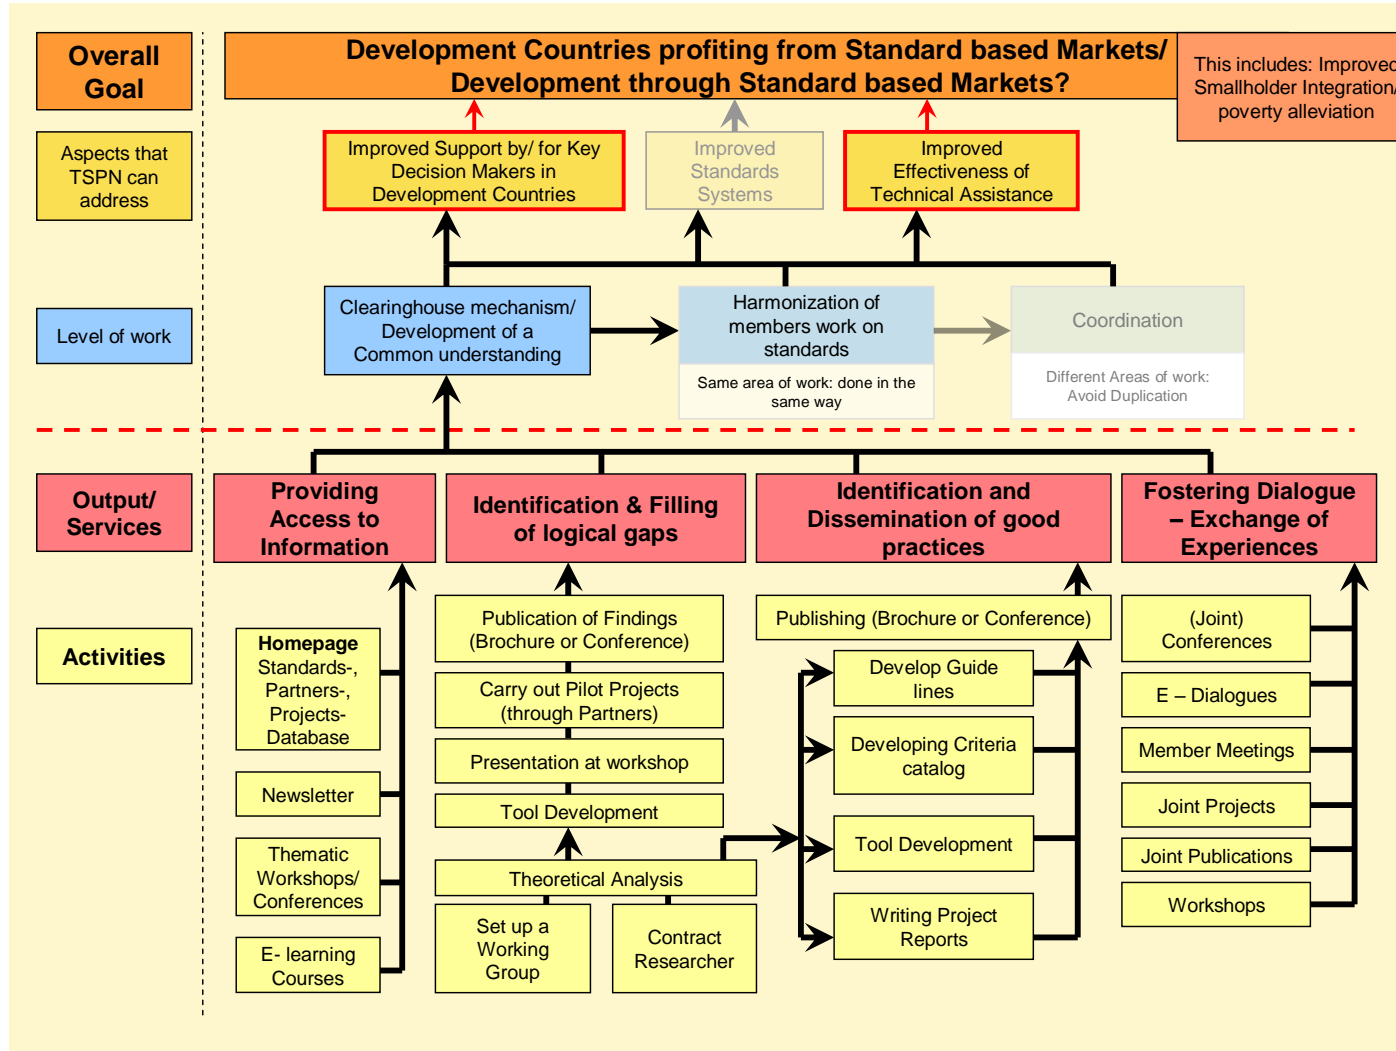 Overall
Goal
Development Countries profiting from Standard based Markets/
Development through Standard based Markets?
This includes: Improved
Smallholder Integration/
poverty alleviation
Aspects that
TSPN can
address
Improved Support by/ for Key
Decision Makers in
Development Countries
Improved
Standards
Systems
Improved
Effectiveness of
Technical Assistance
Level of work
Clearinghouse mechanism/
Development of a
Common understanding
Harmonization of
members work on
standards
Same area of work: done in the
same way
Coordination
Different Areas of work:
Avoid Duplication
Output/
Services
Providing
Access to
Information
Identification & Filling
of logical gaps
Identification and
Dissemination of good
practices
Fostering Dialogue
– Exchange of
Experiences
Activities
Homepage
Standards-,
Partners-,
Projects-
Database
Newsletter
Thematic
Workshops/
Conferences
E- learning
Courses
Publication of Findings
(Brochure or Conference)
Carry out Pilot Projects
(through Partners)
Presentation at workshop
Tool Development
Theoretical Analysis
Set up a
Working
Group
Contract
Researcher
Publishing (Brochure or Conference)
Develop Guide
lines
Developing Criteria
catalog
Tool Development
Writing Project
Reports
(Joint)
Conferences
E – Dialogues
Member Meetings
Joint Projects
Joint Publications
Workshops